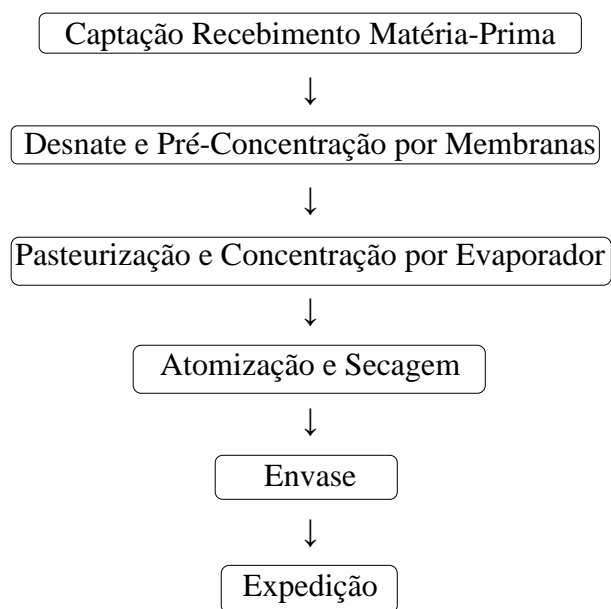 Captação Recebimento Matéria-Prima
↓
Desnate e Pré-Concentração por Membranas
↓
Pasteurização e Concentração por Evaporador
↓
Atomização e Secagem
↓
Envase
↓
Expedição